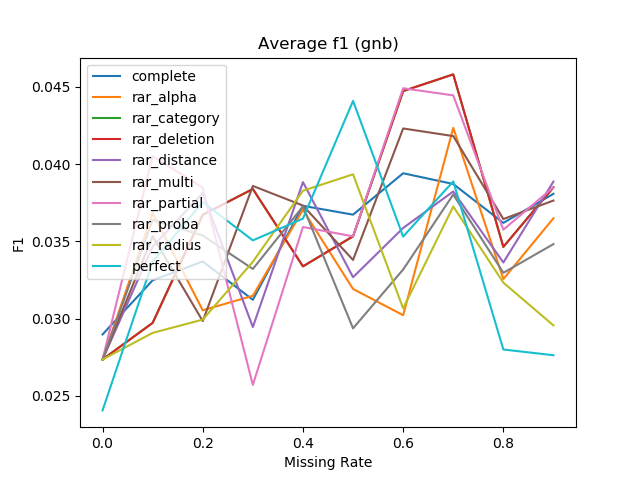 Average f1 (gnb)
complete
rar_alpha
rar_category
rar_deletion
rar_distance
rar_multi
rar_partial
rar_proba
rar_radius
perfect
0.045
0.040
0.035
0.030
0.025
F1
0.0 0.2 0.4 0.6 0.8
Missing Rate